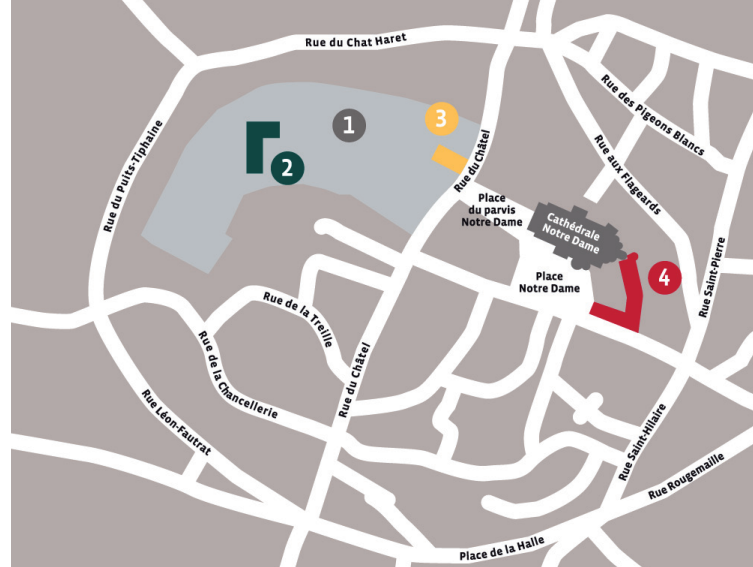 Rue du Chat Haret
Rue des Pigeons Blancs
1
3
2
Rue du Puits-Tiphaine
Rue du Châtel
Rue aux Flageards
Place
du parvis
Notre Dame
Cathédrale
Notre Dame
Place
Notre Dame
4
Rue Saint-Pierre
Rue de la Treille
Rue de la Chancellerie
Rue du Châtel
Rue Léon-Fautrat
Rue Saint-Hilaire
Rue Rougemaille
Place de la Halle